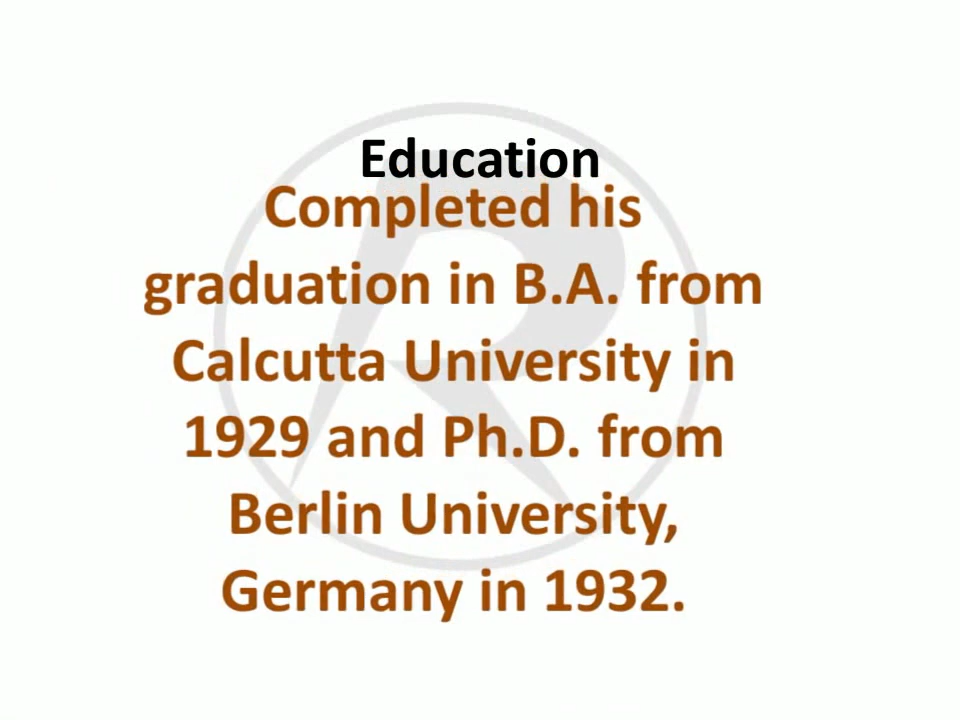 Education
Completed his
graduation in B.A. from
Calcutta University in
1929 and Ph.D. from
Berlin University,
Germany in 1932.